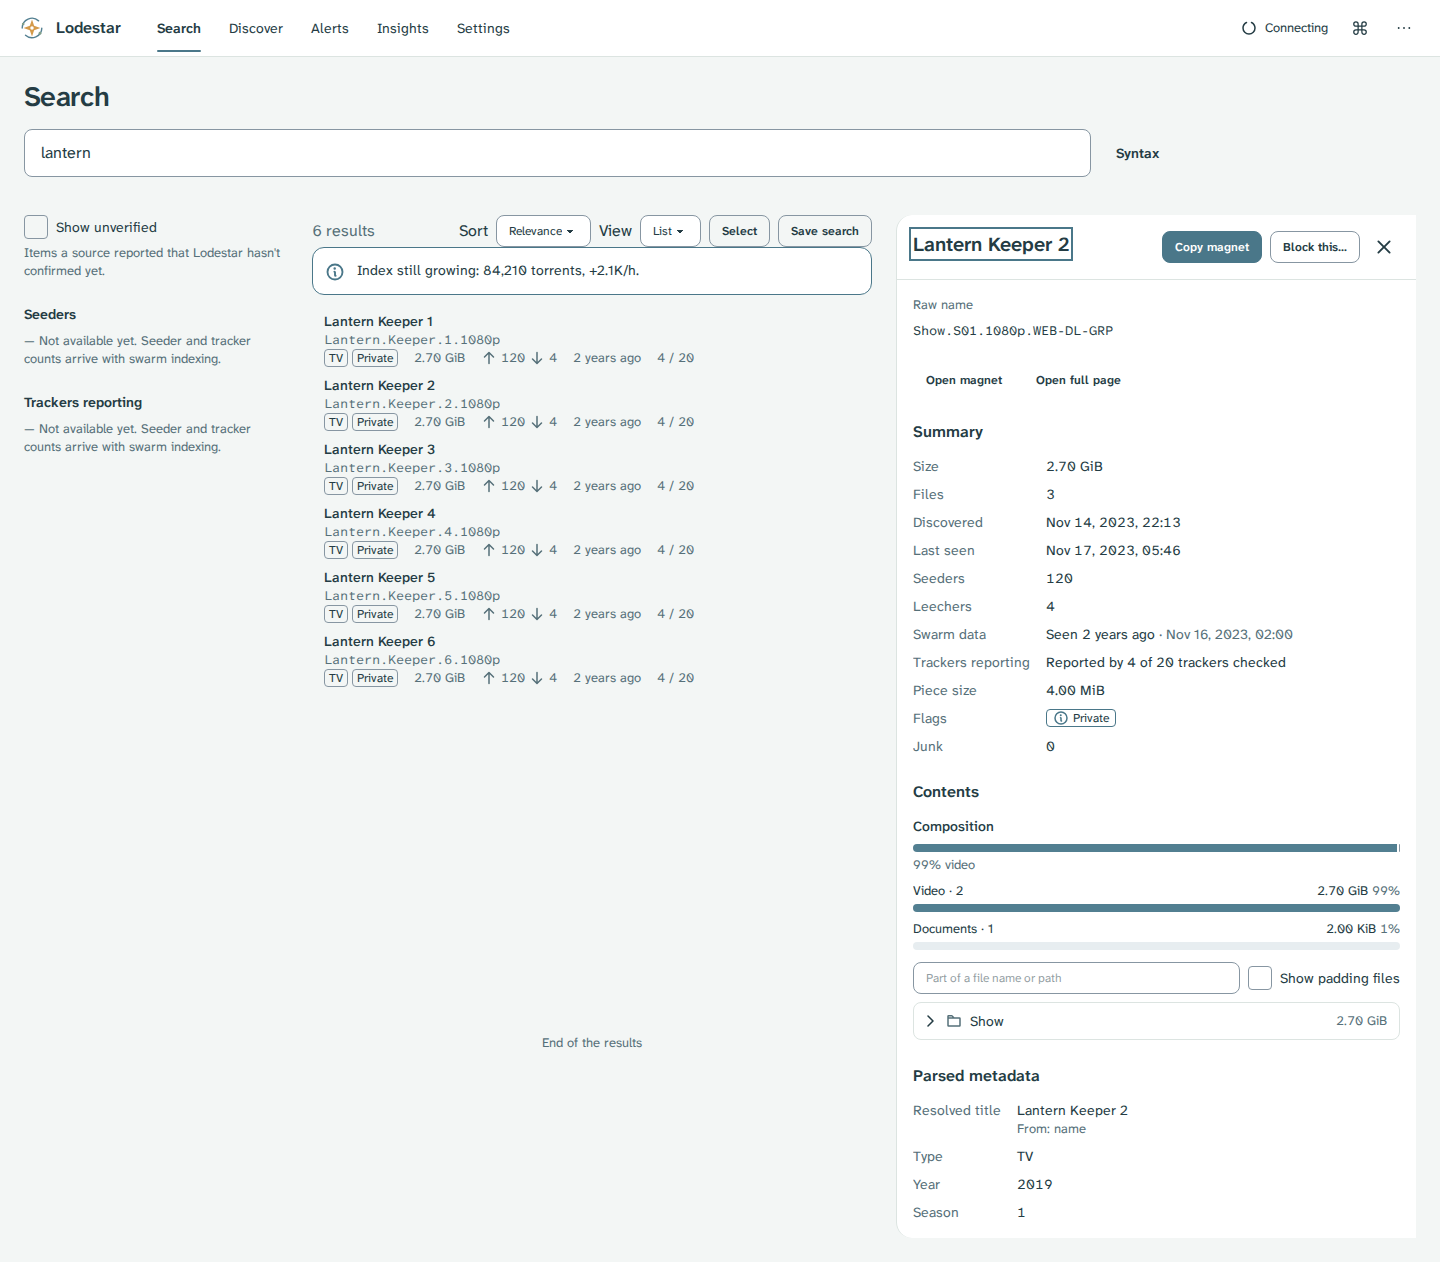 Lodestar
Search
Discover
Alerts
Insights
Settings
Connecting
Search
lantern
Syntax
Show unverified
Items a source reported that Lodestar hasn't
confirmed yet.
Seeders
— Not available yet. Seeder and tracker
counts arrive with swarm indexing.
Trackers reporting
— Not available yet. Seeder and tracker
counts arrive with swarm indexing.
6 results
Sort
Relevance
View
List
Select
Save search
Index still growing: 84,210 torrents, +2.1K/h.
Lantern Keeper 1
Lantern.Keeper.1.1080p
TV Private 2.70 GiB ↑ 120 ↓ 4 2 years ago 4 / 20
Lantern Keeper 2
Lantern.Keeper.2.1080p
TV Private 2.70 GiB ↑ 120 ↓ 4 2 years ago 4 / 20
Lantern Keeper 3
Lantern.Keeper.3.1080p
TV Private 2.70 GiB ↑ 120 ↓ 4 2 years ago 4 / 20
Lantern Keeper 4
Lantern.Keeper.4.1080p
TV Private 2.70 GiB ↑ 120 ↓ 4 2 years ago 4 / 20
Lantern Keeper 5
Lantern.Keeper.5.1080p
TV Private 2.70 GiB ↑ 120 ↓ 4 2 years ago 4 / 20
Lantern Keeper 6
Lantern.Keeper.6.1080p
TV Private 2.70 GiB ↑ 120 ↓ 4 2 years ago 4 / 20
End of the results
Lantern Keeper 2
Copy magnet
Block this...
Raw name
Show.S01.1080p.WEB-DL-GRP
Open magnet
Open full page
Summary
Size 2.70 GiB
Files 3
Discovered Nov 14, 2023, 22:13
Last seen Nov 17, 2023, 05:46
Seeders 120
Leechers 4
Swarm data Seen 2 years ago · Nov 16, 2023, 02:00
Trackers reporting Reported by 4 of 20 trackers checked
Piece size 4.00 MiB
Flags Private
Junk 0
Contents
Composition
99% video
Video · 2 2.70 GiB 99%
Documents · 1 2.00 KiB 1%
Part of a file name or path
Show padding files
Show 2.70 GiB
Parsed metadata
Resolved title Lantern Keeper 2
From: name
Type TV
Year 2019
Season 1